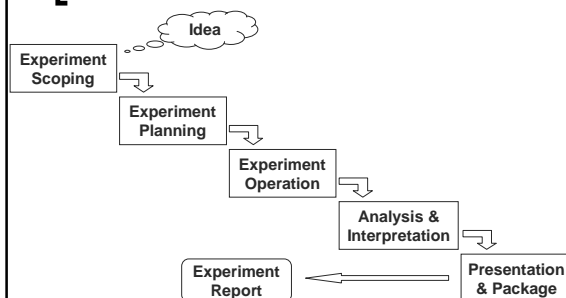 Idea
Experiment
Scoping
Experiment
Planning
Experiment
Operation
Analysis &
Interpretation
Presentation
& Package
Experiment
Report